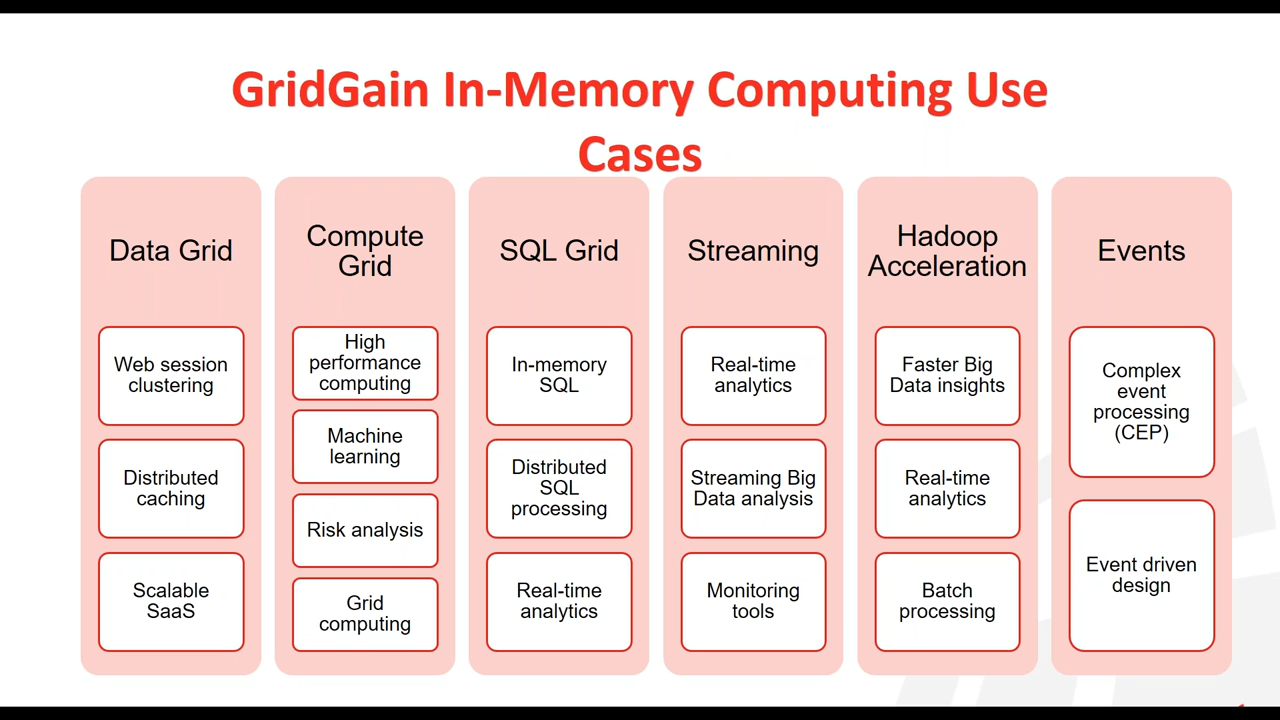 GridGain In-Memory Computing Use
Cases
Data Grid
Web session
clustering
Distributed
caching
Scalable
SaaS
Compute
Grid
High
performance
computing
Machine
learning
Risk analysis
Grid
computing
SQL Grid
In-memory
SQL
Distributed
SQL
processing
Real-time
analytics
Streaming
Real-time
analytics
Streaming Big
Data analysis
Monitoring
tools
Hadoop
Acceleration
Faster Big
Data insights
Real-time
analytics
Batch
processing
Events
Complex
event
processing
(CEP)
Event driven
design